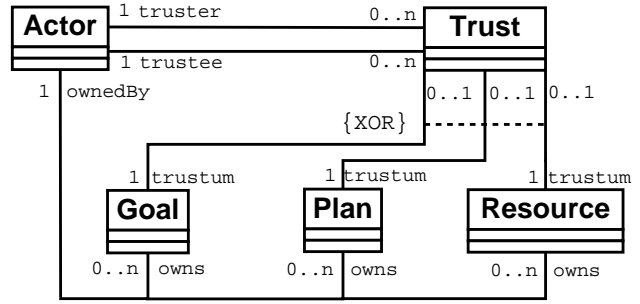 1 truster 0..n
Actor Trust
1 trustee 0..n
1 ownedBy 0..1 0..1 0..1
{XOR}
1 trustum 1 trustum 1 trustum
Goal Plan Resource
0..n owns 0..n owns 0..n owns